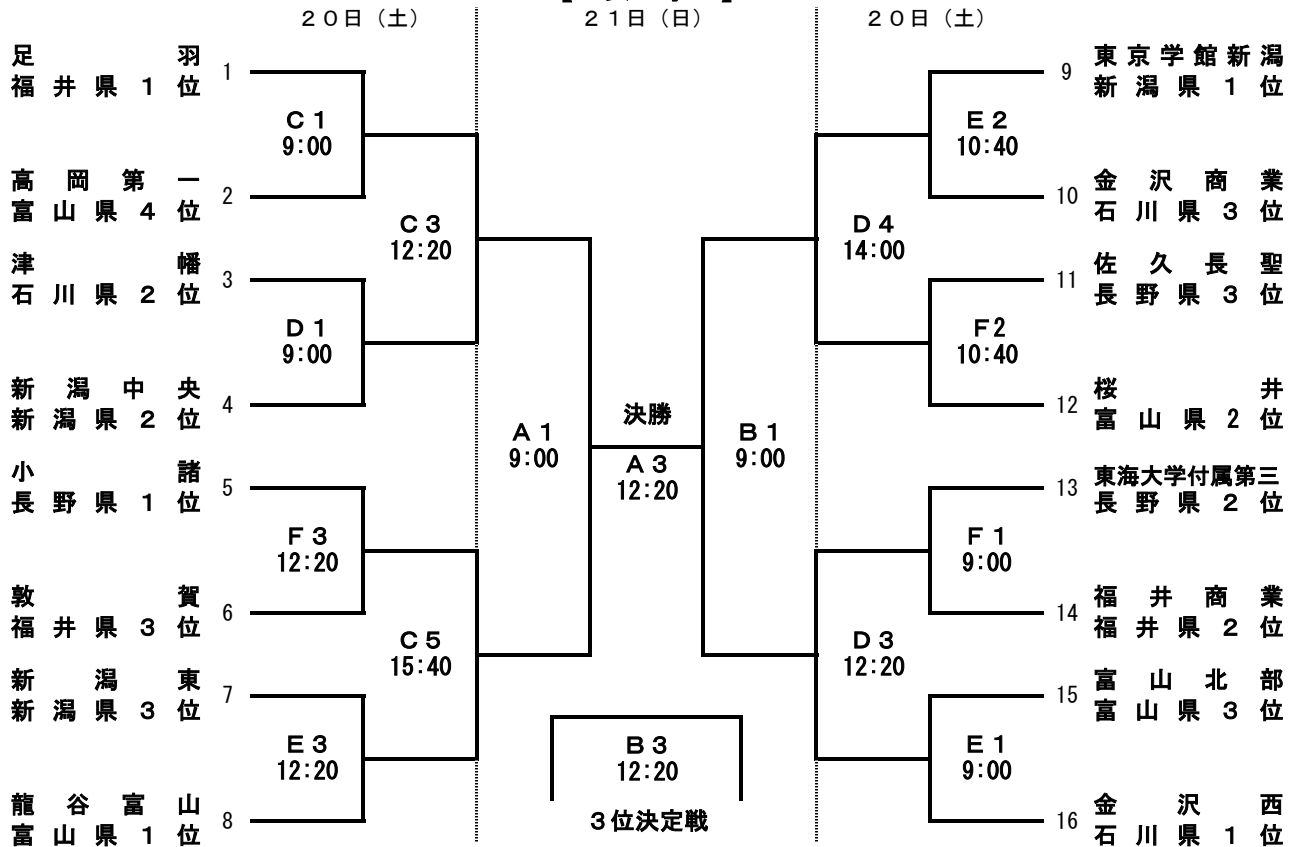 ２０日（土）
２１日（日）
２０日（土）
足羽
福井県１位
1
高岡第一
富山県４位
2
津幡
石川県２位
3
新潟中央
新潟県２位
4
小諸
長野県１位
5
敦賀
福井県３位
6
新潟東
新潟県３位
7
龍谷富山
富山県１位
8
Ｃ１
9:00
Ｄ１
9:00
Ｆ３
12:20
Ｅ３
12:20
Ｃ３
12:20
Ｃ５
15:40
Ａ１
9:00
決勝
Ａ３
12:20
Ｂ１
9:00
Ｂ３
12:20
３位決定戦
Ｄ４
14:00
Ｄ３
12:20
Ｅ２
10:40
Ｆ２
10:40
Ｆ１
9:00
Ｅ１
9:00
9
東京学館新潟
新潟県１位
10
金沢商業
石川県３位
11
佐久長聖
長野県３位
12
桜井
富山県２位
13
東海大学付属第三
長野県２位
14
福井商業
福井県２位
15
富山北部
富山県３位
16
金沢西
石川県１位